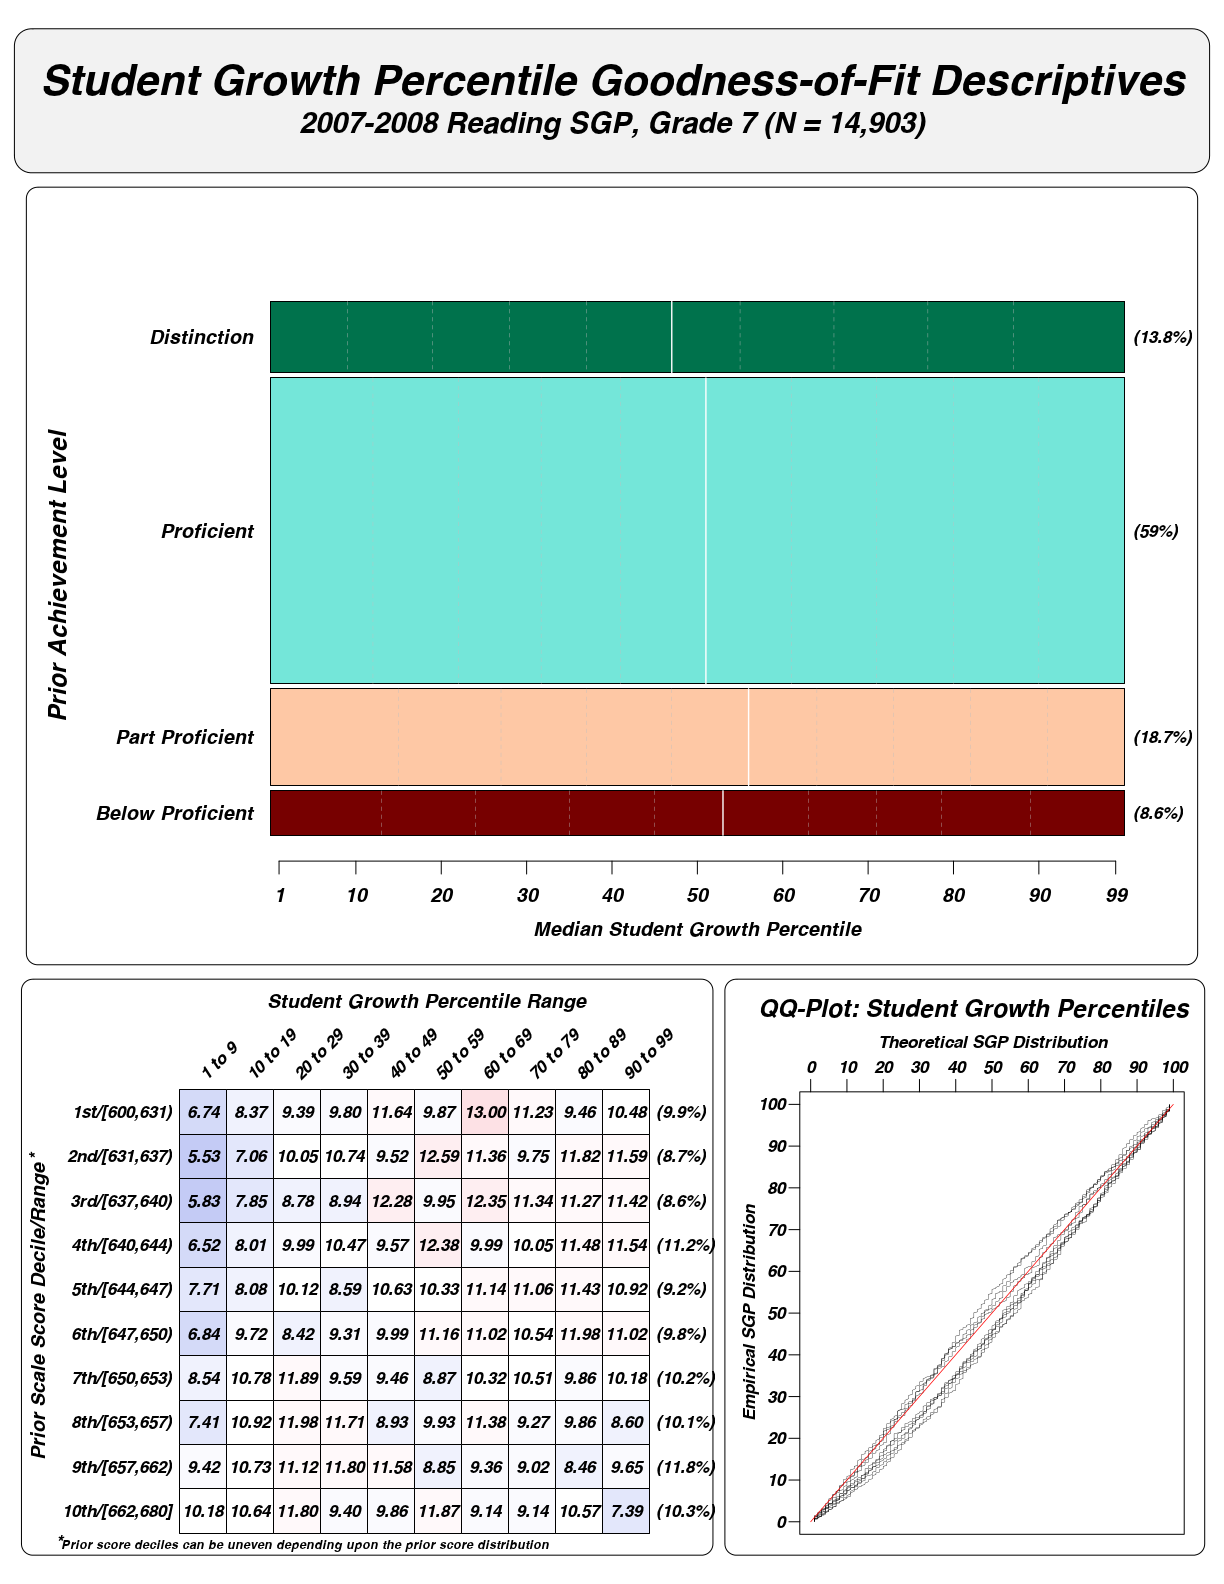 Student Growth Percentile Goodness-of-Fit Descriptives
2007-2008 Reading SGP, Grade 7 (N = 14,903)
Prior Achievement Level
Distinction (13.8%)
Proficient (59%)
Part Proficient (18.7%)
Below Proficient (8.6%)
1 10 20 30 40 50 60 70 80 90 99
Median Student Growth Percentile
Student Growth Percentile Range
1 to 9 10 to 19 20 to 29 30 to 39 40 to 49 50 to 59 60 to 69 70 to 79 80 to 89 90 to 99
Prior Scale Score Decile/Range*
1st/[600,631) 6.74 8.37 9.39 9.80 11.64 9.87 13.00 11.23 9.46 10.48 (9.9%)
2nd/[631,637) 5.53 7.06 10.05 10.74 9.52 12.59 11.36 9.75 11.82 11.59 (8.7%)
3rd/[637,640) 5.83 7.85 8.78 8.94 12.28 9.95 12.35 11.34 11.27 11.42 (8.6%)
4th/[640,644) 6.52 8.01 9.99 10.47 9.57 12.38 9.99 10.05 11.48 11.54 (11.2%)
5th/[644,647) 7.71 8.08 10.12 8.59 10.63 10.33 11.14 11.06 11.43 10.92 (9.2%)
6th/[647,650) 6.84 9.72 8.42 9.31 9.99 11.16 11.02 10.54 11.98 11.02 (9.8%)
7th/[650,653) 8.54 10.78 11.89 9.59 9.46 8.87 10.32 10.51 9.86 10.18 (10.2%)
8th/[653,657) 7.41 10.92 11.98 11.71 8.93 9.93 11.38 9.27 9.86 8.60 (10.1%)
9th/[657,662) 9.42 10.73 11.12 11.80 11.58 8.85 9.36 9.02 8.46 9.65 (11.8%)
10th/[662,680] 10.18 10.64 11.80 9.40 9.86 11.87 9.14 9.14 10.57 7.39 (10.3%)
*Prior score deciles can be uneven depending upon the prior score distribution
QQ-Plot: Student Growth Percentiles
Theoretical SGP Distribution
0 10 20 30 40 50 60 70 80 90 100
Empirical SGP Distribution
100
90
80
70
60
50
40
30
20
10
0